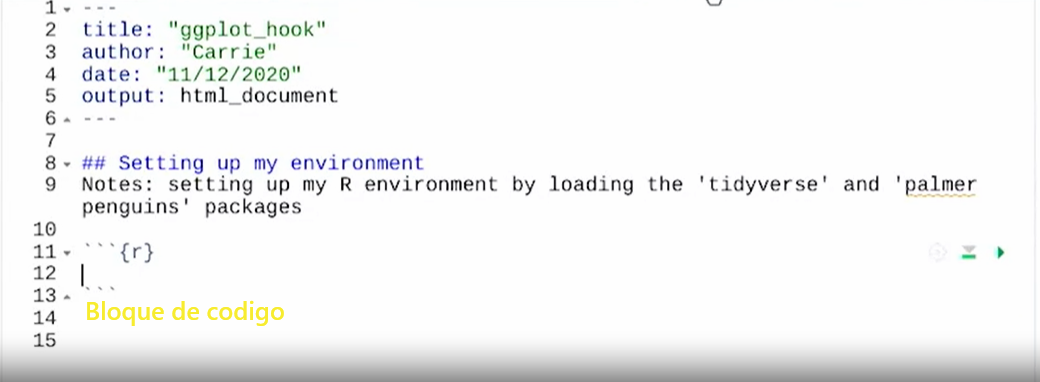 1 ---
2 title: "ggplot_hook"
3 author: "Carrie"
4 date: "11/12/2020"
5 output: html_document
6 ---
7
8 ## Setting up my environment
9 Notes: setting up my R environment by loading the 'tidyverse' and 'palmer
penguins' packages
10
11 ```{r}
12
13 ```
Bloque de codigo
14
15